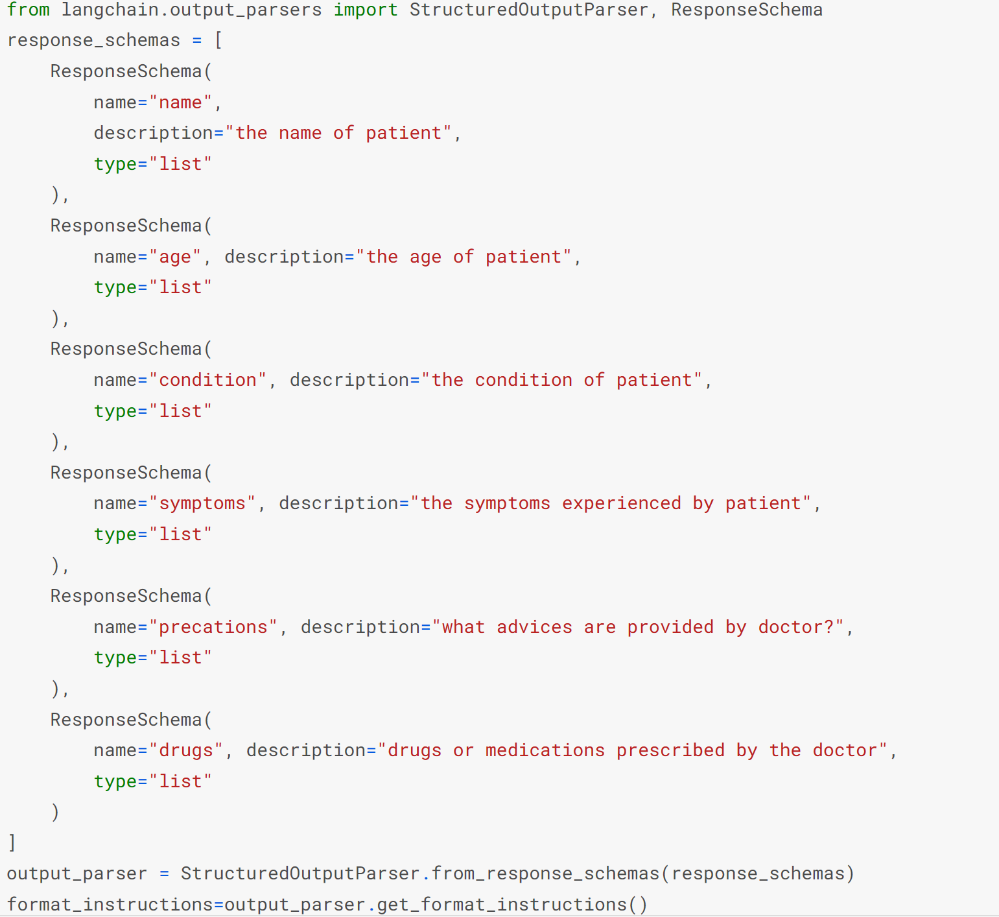 from langchain.output_parsers import StructuredOutputParser, ResponseSchema
response_schemas = [
    ResponseSchema(
        name="name",
        description="the name of patient",
        type="list"
    ),
    ResponseSchema(
        name="age", description="the age of patient",
        type="list"
    ),
    ResponseSchema(
        name="condition", description="the condition of patient",
        type="list"
    ),
    ResponseSchema(
        name="symptoms", description="the symptoms experienced by patient",
        type="list"
    ),
    ResponseSchema(
        name="precations", description="what advices are provided by doctor?",
        type="list"
    ),
    ResponseSchema(
        name="drugs", description="drugs or medications prescribed by the doctor",
        type="list"
    )
]
output_parser = StructuredOutputParser.from_response_schemas(response_schemas)
format_instructions=output_parser.get_format_instructions()